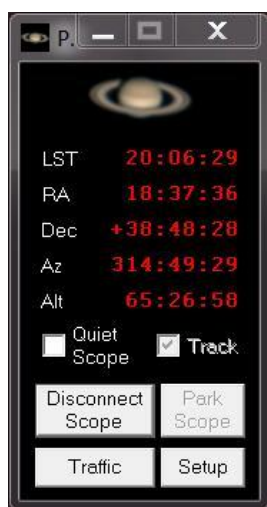 P.
LST 20:06:29
RA 18:37:36
Dec +38:48:28
Az 314:49:29
Alt 65:26:58
Quiet
Scope
Track
Disconnect
Scope
Park
Scope
Traffic
Setup